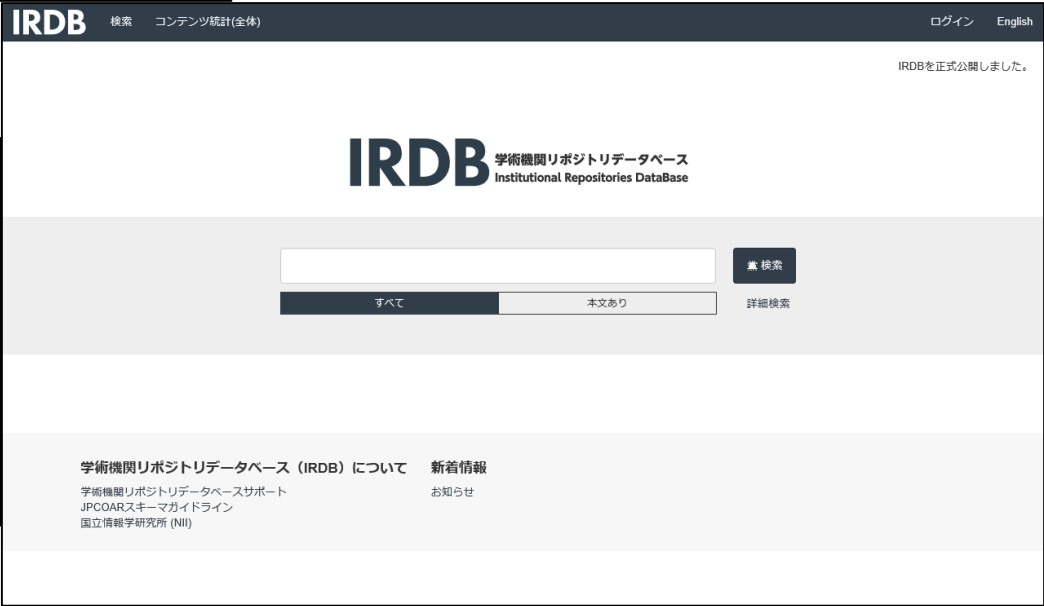 IRDB 検索 コンテンツ統計(全体) ログイン English
IRDBを正式公開しました。
IRDB 学術機関リポジトリデータベース
Institutional Repositories DataBase
検索
すべて 本文あり 詳細検索
学術機関リポジトリデータベース（IRDB）について 新着情報
学術機関リポジトリデータベースサポート お知らせ
JPCOARスキーマガイドライン
国立情報学研究所 (NII)